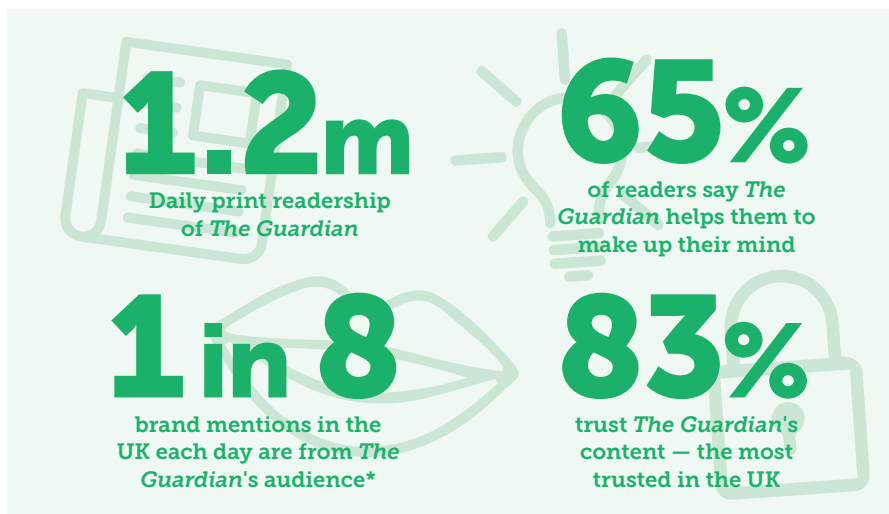 1.2m
Daily print readership
of The Guardian
65%
of readers say The
Guardian helps them to
make up their mind
1 in 8
brand mentions in the
UK each day are from The
Guardian's audience*
83%
trust The Guardian's
content — the most
trusted in the UK